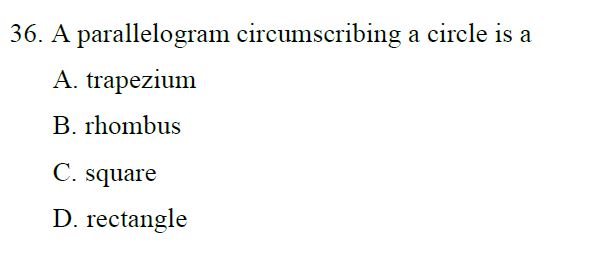 36. A parallelogram circumscribing a circle is a
A. trapezium
B. rhombus
C. square
D. rectangle